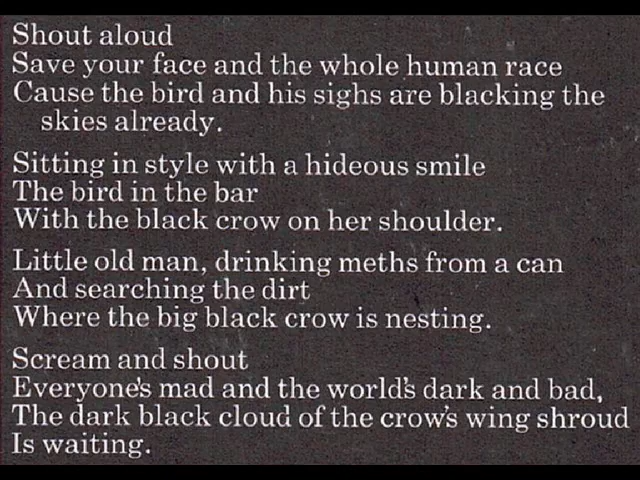 Shout aloud
Save your face and the whole human race
Cause the bird and his sighs are blacking the
skies already.
Sitting in style with a hideous smile
The bird in the bar
With the black crow on her shoulder.
Little old man, drinking meths from a can
And searching the dirt
Where the big black crow is nesting.
Scream and shout
Everyone's mad and the world's dark and bad,
The dark black cloud of the crow's wing shroud
Is waiting.